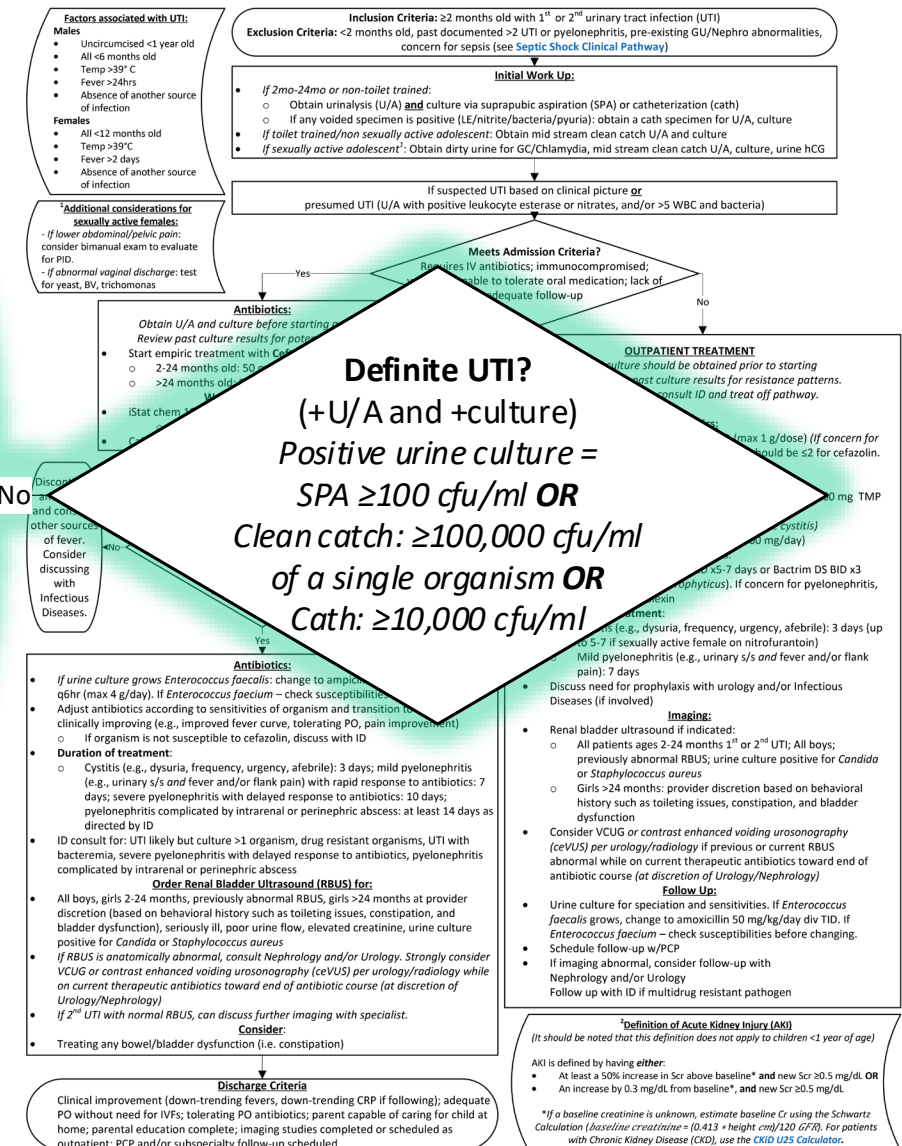 Factors associated with UTI:
Males
• Uncircumcised <1 year old
• All <6 months old
• Temp >39° C
• Fever >24hrs
• Absence of another source
of infection
Females
• All <12 months old
• Temp >39°C
• Fever >2 days
• Absence of another source
of infection
1Additional considerations for
sexually active females:
- If lower abdominal/pelvic pain:
consider bimanual exam to evaluate
for PID.
- If abnormal vaginal discharge: test
for yeast, BV, trichomonas
Inclusion Criteria: ≥2 months old with 1st or 2nd urinary tract infection (UTI)
Exclusion Criteria: <2 months old, past documented >2 UTI or pyelonephritis, pre-existing GU/Nephro abnormalities,
concern for sepsis (see Septic Shock Clinical Pathway)
Initial Work Up:
• If 2mo-24mo or non-toilet trained:
o Obtain urinalysis (U/A) and culture via suprapubic aspiration (SPA) or catheterization (cath)
o If any voided specimen is positive (LE/nitrite/bacteria/pyuria): obtain a cath specimen for U/A, culture
• If toilet trained/non sexually active adolescent: Obtain mid stream clean catch U/A and culture
• If sexually active adolescent1: Obtain dirty urine for GC/Chlamydia, mid stream clean catch U/A, culture, urine hCG
If suspected UTI based on clinical picture or
presumed UTI (U/A with positive leukocyte esterase or nitrates, and/or >5 WBC and bacteria)
Meets Admission Criteria?
IV antibiotics; immunocompromised;
to tolerate oral medication; lack of
adequate follow-up
Yes
No
Antibiotics:
Obtain U/A and culture before starting
Review past culture results for
• Start empiric treatment with
o 2-24 months old: 50
o >24 months old:
• iStat chem
Definite UTI?
(+U/A and +culture)
Positive urine culture =
SPA ≥100 cfu/ml OR
Clean catch: ≥100,000 cfu/ml
of a single organism OR
Cath: ≥10,000 cfu/ml
No
other sources
of fever.
Consider
discussing
with
Infectious
Diseases.
No
Yes
Antibiotics:
• If urine culture grows Enterococcus faecalis: change to
q6hr (max 4 g/day). If Enterococcus faecium – check
• Adjust antibiotics according to sensitivities of organism and transition
clinically improving (e.g., improved fever curve, tolerating PO, pain improvement)
o If organism is not susceptible to cefazolin, discuss with ID
• Duration of treatment:
o Cystitis (e.g., dysuria, frequency, urgency, afebrile): 3 days; mild pyelonephritis
(e.g., urinary s/s and fever and/or flank pain) with rapid response to antibiotics: 7
days; severe pyelonephritis with delayed response to antibiotics: 10 days;
pyelonephritis complicated by intrarenal or perinephric abscess: at least 14 days as
directed by ID
• ID consult for: UTI likely but culture >1 organism, drug resistant organisms, UTI with
bacteremia, severe pyelonephritis with delayed response to antibiotics, pyelonephritis
complicated by intrarenal or perinephric abscess
Order Renal Bladder Ultrasound (RBUS) for:
• All boys, girls 2-24 months, previously abnormal RBUS, girls >24 months at provider
discretion (based on behavioral history such as toileting issues, constipation, and
bladder dysfunction), seriously ill, poor urine flow, elevated creatinine, urine culture
positive for Candida or Staphylococcus aureus
• If RBUS is anatomically abnormal, consult Nephrology and/or Urology. Strongly consider
VCUG or contrast enhanced voiding urosonography (ceVUS) per urology/radiology while
on current therapeutic antibiotics toward end of antibiotic course (at discretion of
Urology/Nephrology)
• If 2nd UTI with normal RBUS, can discuss further imaging with specialist.
Consider:
• Treating any bowel/bladder dysfunction (i.e. constipation)
Discharge Criteria
Clinical improvement (down-trending fevers, down-trending CRP if following); adequate
PO without need for IVFs; tolerating PO antibiotics; parent capable of caring for child at
home; parental education complete; imaging studies completed or scheduled as
outpatient; PCP and/or subspecialty follow-up scheduled
OUTPATIENT TREATMENT
should be obtained prior to starting
past culture results for resistance patterns.
consult ID and treat off pathway.
(max 1 g/dose) (If concern for
should be ≤2 for cefazolin.
mg TMP
cystitis)
mg/day)
x5-7 days or Bactrim DS BID x3
If concern for pyelonephritis,
(e.g., dysuria, frequency, urgency, afebrile): 3 days (up
to 5-7 if sexually active female on nitrofurantoin)
o Mild pyelonephritis (e.g., urinary s/s and fever and/or flank
pain): 7 days
• Discuss need for prophylaxis with urology and/or Infectious
Diseases (if involved)
Imaging:
• Renal bladder ultrasound if indicated:
o All patients ages 2-24 months 1st or 2nd UTI; All boys;
previously abnormal RBUS; urine culture positive for Candida
or Staphylococcus aureus
o Girls >24 months: provider discretion based on behavioral
history such as toileting issues, constipation, and bladder
dysfunction
• Consider VCUG or contrast enhanced voiding urosonography
(ceVUS) per urology/radiology if previous or current RBUS
abnormal while on current therapeutic antibiotics toward end of
antibiotic course (at discretion of Urology/Nephrology)
Follow Up:
• Urine culture for speciation and sensitivities. If Enterococcus
faecalis grows, change to amoxicillin 50 mg/kg/day div TID. If
Enterococcus faecium – check susceptibilities before changing.
• Schedule follow-up w/PCP
• If imaging abnormal, consider follow-up with
Nephrology and/or Urology
Follow up with ID if multidrug resistant pathogen
2Definition of Acute Kidney Injury (AKI)
(It should be noted that this definition does not apply to children <1 year of age)
AKI is defined by having either:
• At least a 50% increase in Scr above baseline* and new Scr ≥0.5 mg/dL OR
• An increase by 0.3 mg/dL from baseline*, and new Scr ≥0.5 mg/dL
*If a baseline creatinine is unknown, estimate baseline Cr using the Schwartz
Calculation (baseline creatinine = (0.413 * height cm)/120 GFR). For patients
with Chronic Kidney Disease (CKD), use the CKiD U25 Calculator.